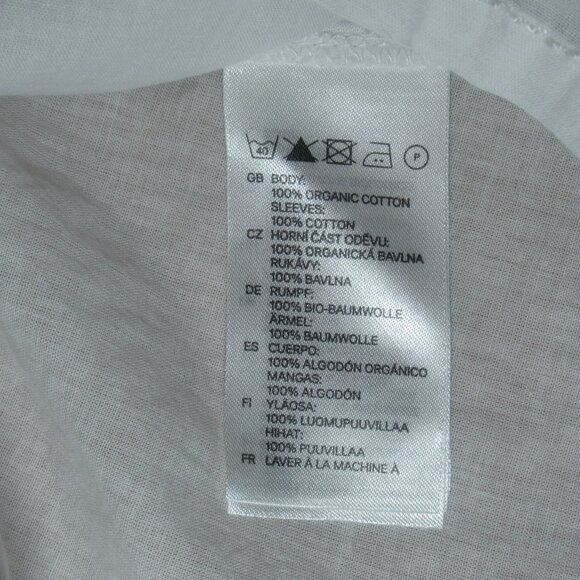 40 P
GB BODY:
100% ORGANIC COTTON
SLEEVES:
100% COTTON
CZ HORNÍ ČÁST ODĚVU:
100% ORGANICKÁ BAVLNA
RUKÁVY:
100% BAVLNA
DE RUMPF:
100% BIO-BAUMWOLLE
ÄRMEL:
100% BAUMWOLLE
ES CUERPO:
100% ALGODÓN ORGÁNICO
MANGAS:
100% ALGODÓN
FI YLÄOSA:
100% LUOMUPUUVILLAA
HIHAT:
100% PUUVILLAA
FR LAVER À LA MACHINE À